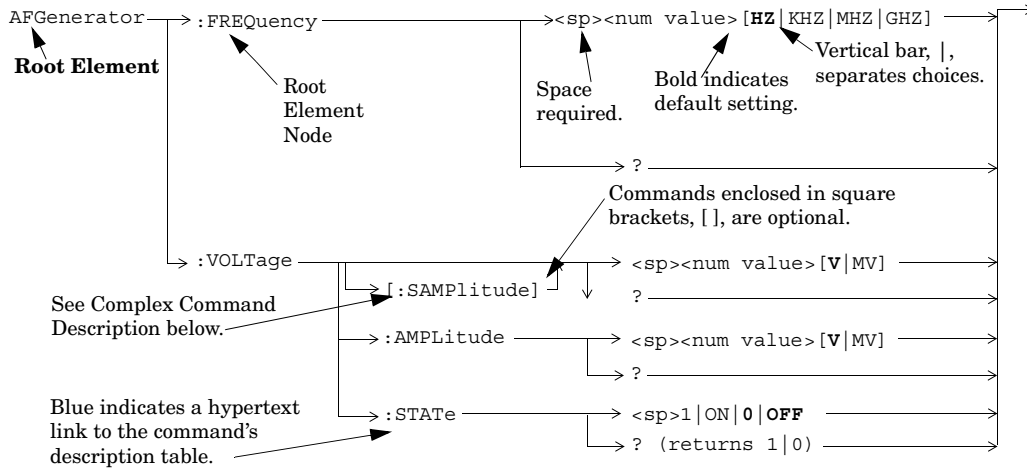 AFGenerator :FREQuency <sp><num value>[HZ|KHZ|MHZ|GHZ]
Root Element
Root
Element
Node
Space
required.
Bold indicates
default setting.
Vertical bar, |,
separates choices.
?
Commands enclosed in square
brackets, [ ], are optional.
:VOLTage <sp><num value>[V|MV]
[:SAMPlitude] ?
See Complex Command
Description below.
:AMPLitude <sp><num value>[V|MV]
?
Blue indicates a hypertext
link to the command's
description table.
:STATe <sp>1|ON|0|OFF
? (returns 1|0)